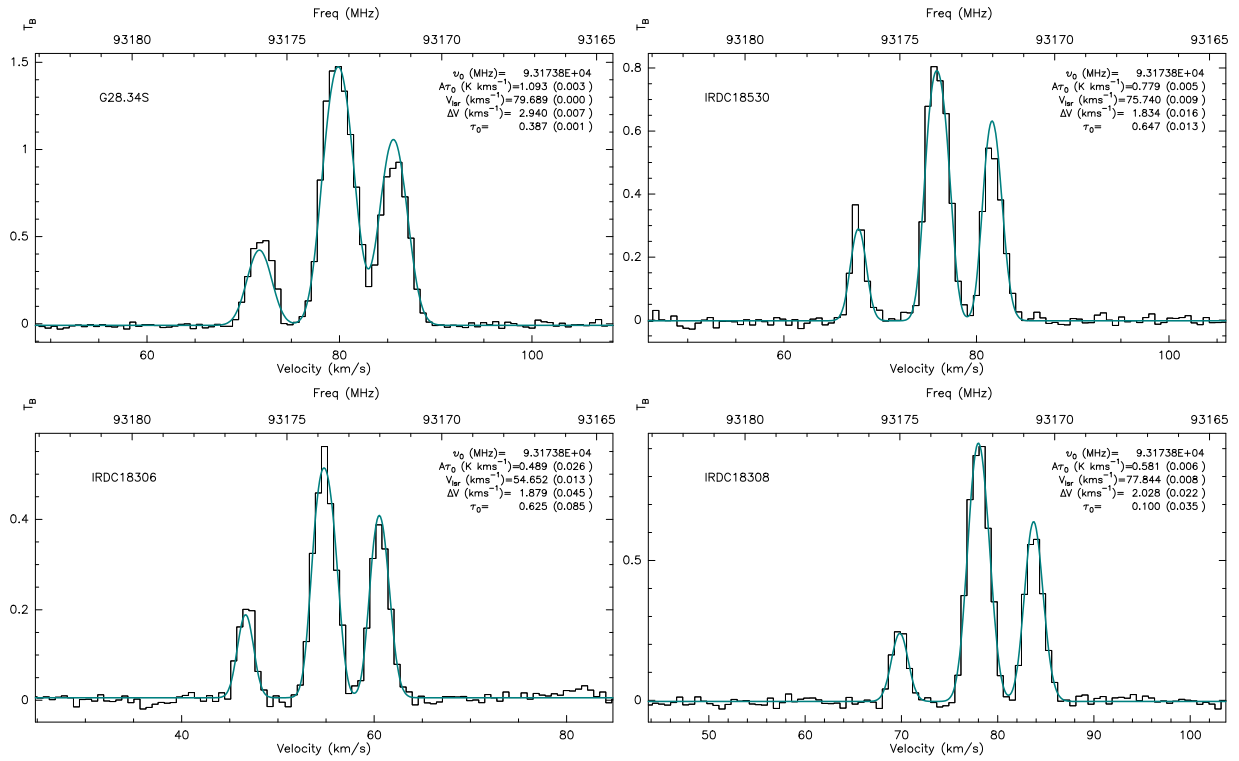 Freq (MHz)
93180 93175 93170 93165
T_B
G28.34S
υ₀ (MHz)= 9.31738E+04
Aτ₀ (K kms⁻¹)=1.093 (0.003 )
V_lsr (kms⁻¹)=79.689 (0.000 )
ΔV (kms⁻¹)= 2.940 (0.007 )
τ₀= 0.387 (0.001 )
1.5
1
0.5
0
60 80 100
Velocity (km/s)
Freq (MHz)
93180 93175 93170 93165
T_B
IRDC18530
υ₀ (MHz)= 9.31738E+04
Aτ₀ (K kms⁻¹)=0.779 (0.005 )
V_lsr (kms⁻¹)=75.740 (0.009 )
ΔV (kms⁻¹)= 1.834 (0.016 )
τ₀= 0.647 (0.013 )
0.8
0.6
0.4
0.2
0
60 80 100
Velocity (km/s)
Freq (MHz)
93180 93175 93170 93165
T_B
IRDC18306
υ₀ (MHz)= 9.31738E+04
Aτ₀ (K kms⁻¹)=0.489 (0.026 )
V_lsr (kms⁻¹)=54.652 (0.013 )
ΔV (kms⁻¹)= 1.879 (0.045 )
τ₀= 0.625 (0.085 )
0.4
0.2
0
40 60 80
Velocity (km/s)
Freq (MHz)
93180 93175 93170 93165
T_B
IRDC18308
υ₀ (MHz)= 9.31738E+04
Aτ₀ (K kms⁻¹)=0.581 (0.006 )
V_lsr (kms⁻¹)=77.844 (0.008 )
ΔV (kms⁻¹)= 2.028 (0.022 )
τ₀= 0.100 (0.035 )
0.5
0
50 60 70 80 90 100
Velocity (km/s)